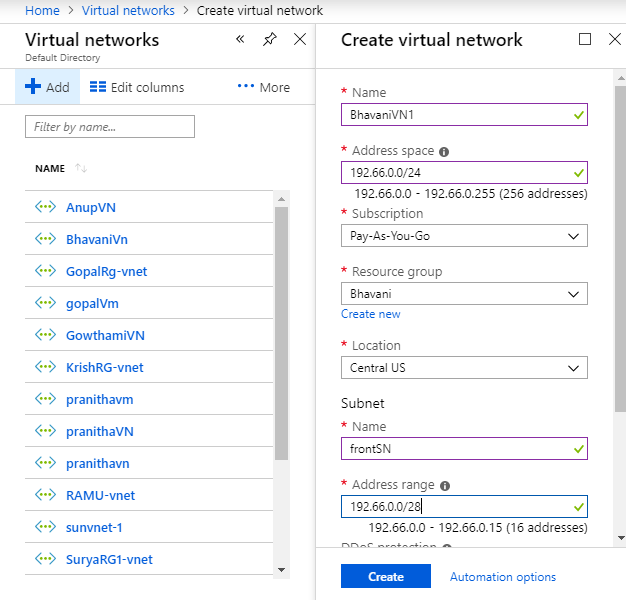 Home > Virtual networks > Create virtual network
Virtual networks
Default Directory
Add
Edit columns
More
Filter by name...
NAME
AnupVN
BhavaniVn
GopalRg-vnet
gopalVm
GowthamiVN
KrishRG-vnet
pranithavm
pranithaVN
pranithavn
RAMU-vnet
sunvnet-1
SuryaRG1-vnet
Create virtual network
* Name
BhavaniVN1
* Address space
192.66.0.0/24
192.66.0.0 - 192.66.0.255 (256 addresses)
* Subscription
Pay-As-You-Go
* Resource group
Bhavani
Create new
* Location
Central US
Subnet
* Name
frontSN
* Address range
192.66.0.0/28
192.66.0.0 - 192.66.0.15 (16 addresses)
DDoS protection
Create
Automation options